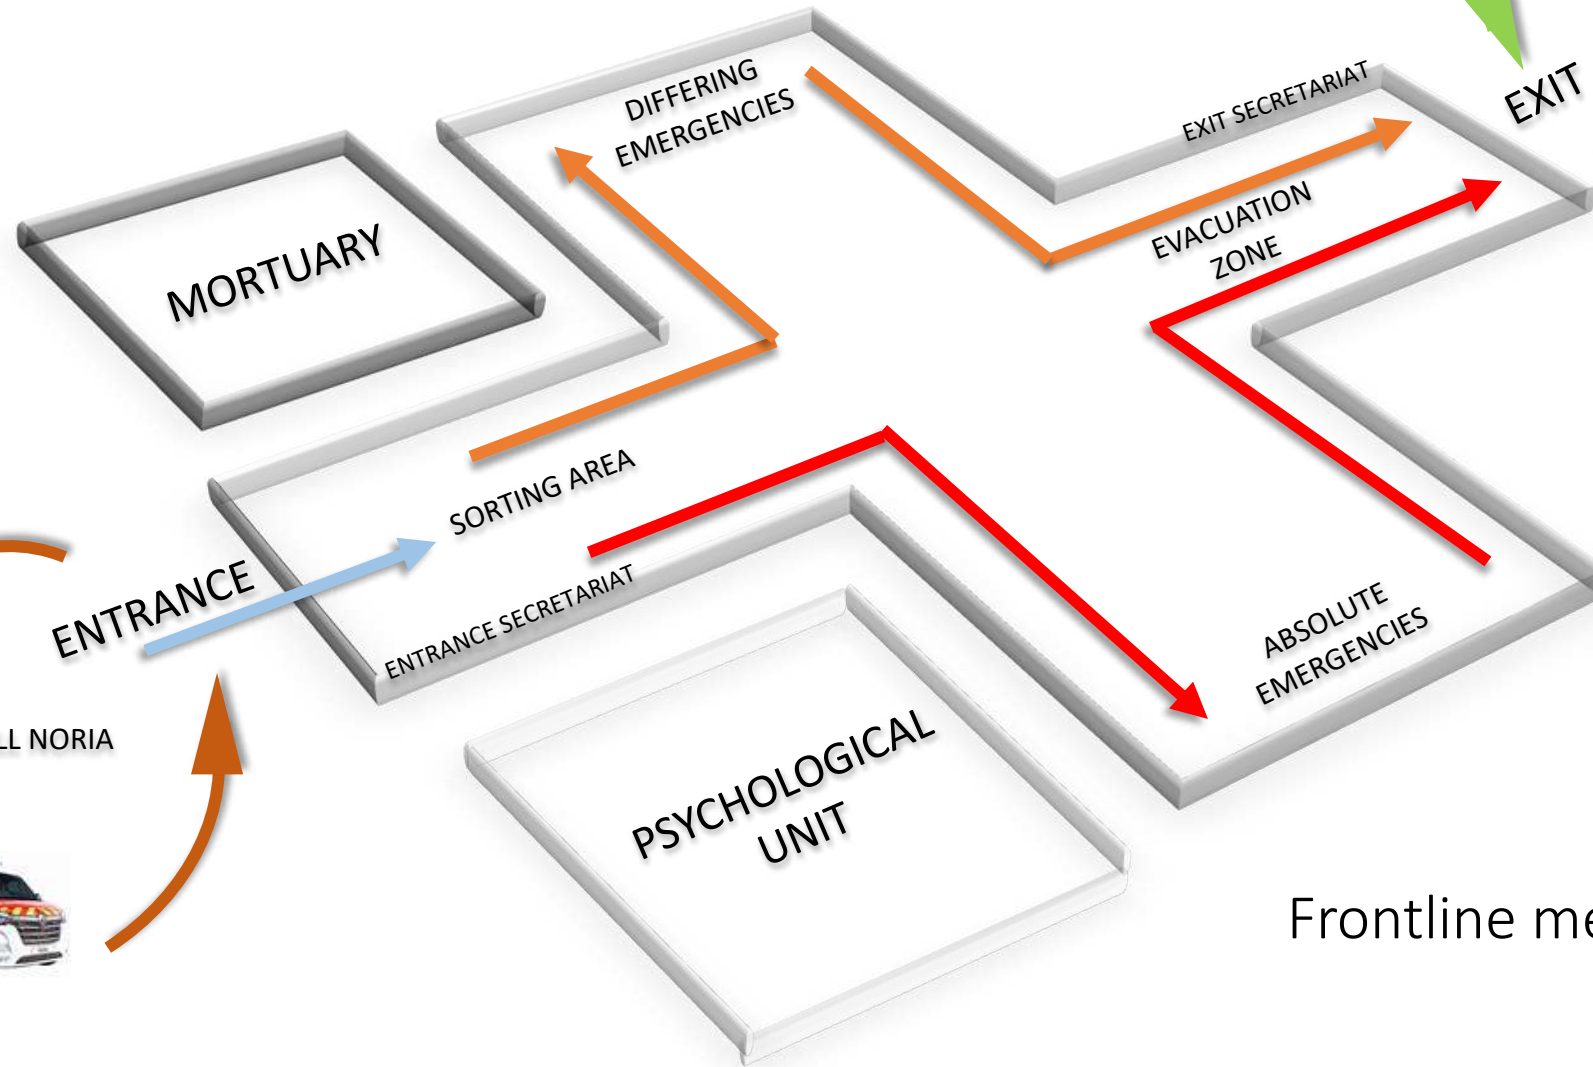 DIFFERING
EMERGENCIES
EXIT SECRETARIAT
EXIT
MORTUARY
EVACUATION
ZONE
SORTING AREA
ENTRANCE
ENTRANCE SECRETARIAT
ABSOLUTE
EMERGENCIES
NORIA
PSYCHOLOGICAL
UNIT
Frontline